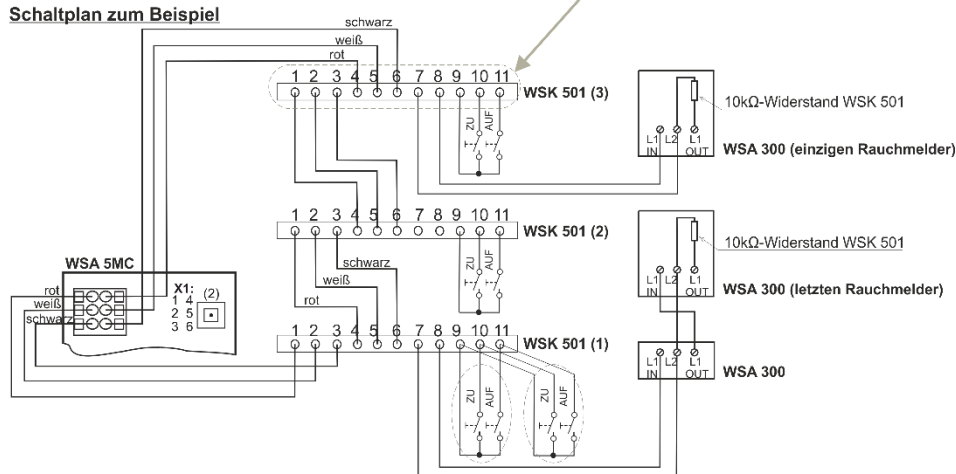 Schaltplan zum Beispiel
schwarz
weiß
rot
1 2 3 4 5 6 7 8 9 10 11
WSK 501 (3)
ZU
AUF
10kΩ-Widerstand WSK 501
L1 L2 L1
IN OUT
WSA 300 (einzigen Rauchmelder)
1 2 3 4 5 6 7 8 9 10 11
WSK 501 (2)
ZU
AUF
10kΩ-Widerstand WSK 501
L1 L2 L1
IN OUT
WSA 300 (letzten Rauchmelder)
WSA 5MC
rot
weiß
schwarz
X1:
1 4
2 5
3 6
(2)
schwarz
weiß
rot
1 2 3 4 5 6 7 8 9 10 11
WSK 501 (1)
ZU
AUF
ZU
AUF
L1 L2 L1
IN OUT
WSA 300